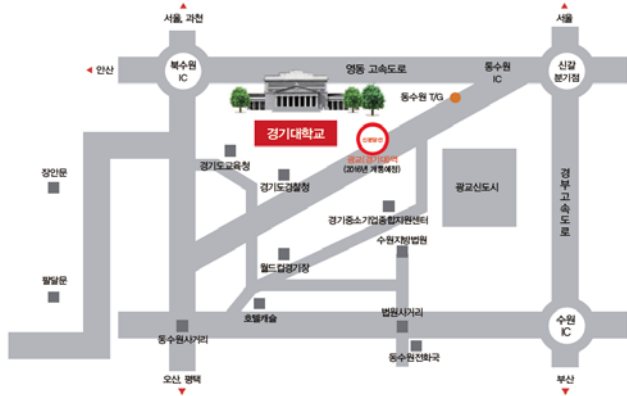 서울, 과천
서울
안산
북수원
IC
영동 고속도로
동수원
IC
신갈
분기점
동수원 T/G
경기대학교
신분당선
광교(경기대)역
(2016년 개통예정)
경기도교육청
경기도경찰청
장안문
광교신도시
경부고속도로
경기중소기업종합지원센터
수원지방법원
월드컵경기장
팔달문
호텔캐슬
법원사거리
수원
IC
동수원사거리
동수원전화국
오산, 평택
부산